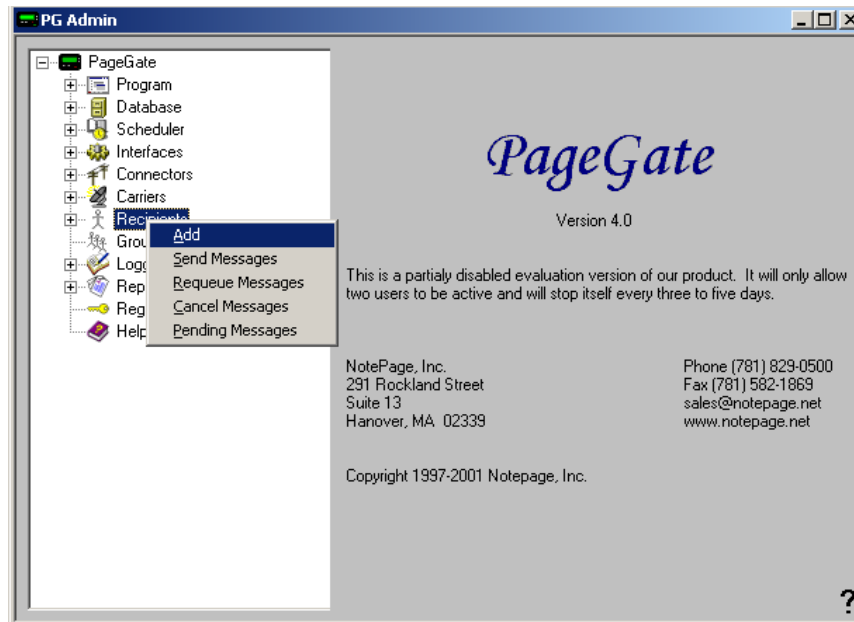 PG Admin
PageGate
Program
Database
Scheduler
Interfaces
Connectors
Carriers
Recipients
Add
Send Messages
Requeue Messages
Cancel Messages
Pending Messages
Help
PageGate
Version 4.0
This is a partialy disabled evaluation version of our product. It will only allow
two users to be active and will stop itself every three to five days.
NotePage, Inc.
291 Rockland Street
Suite 13
Hanover, MA 02339
Phone (781) 829-0500
Fax (781) 582-1869
sales@notepage.net
www.notepage.net
Copyright 1997-2001 Notepage, Inc.
?